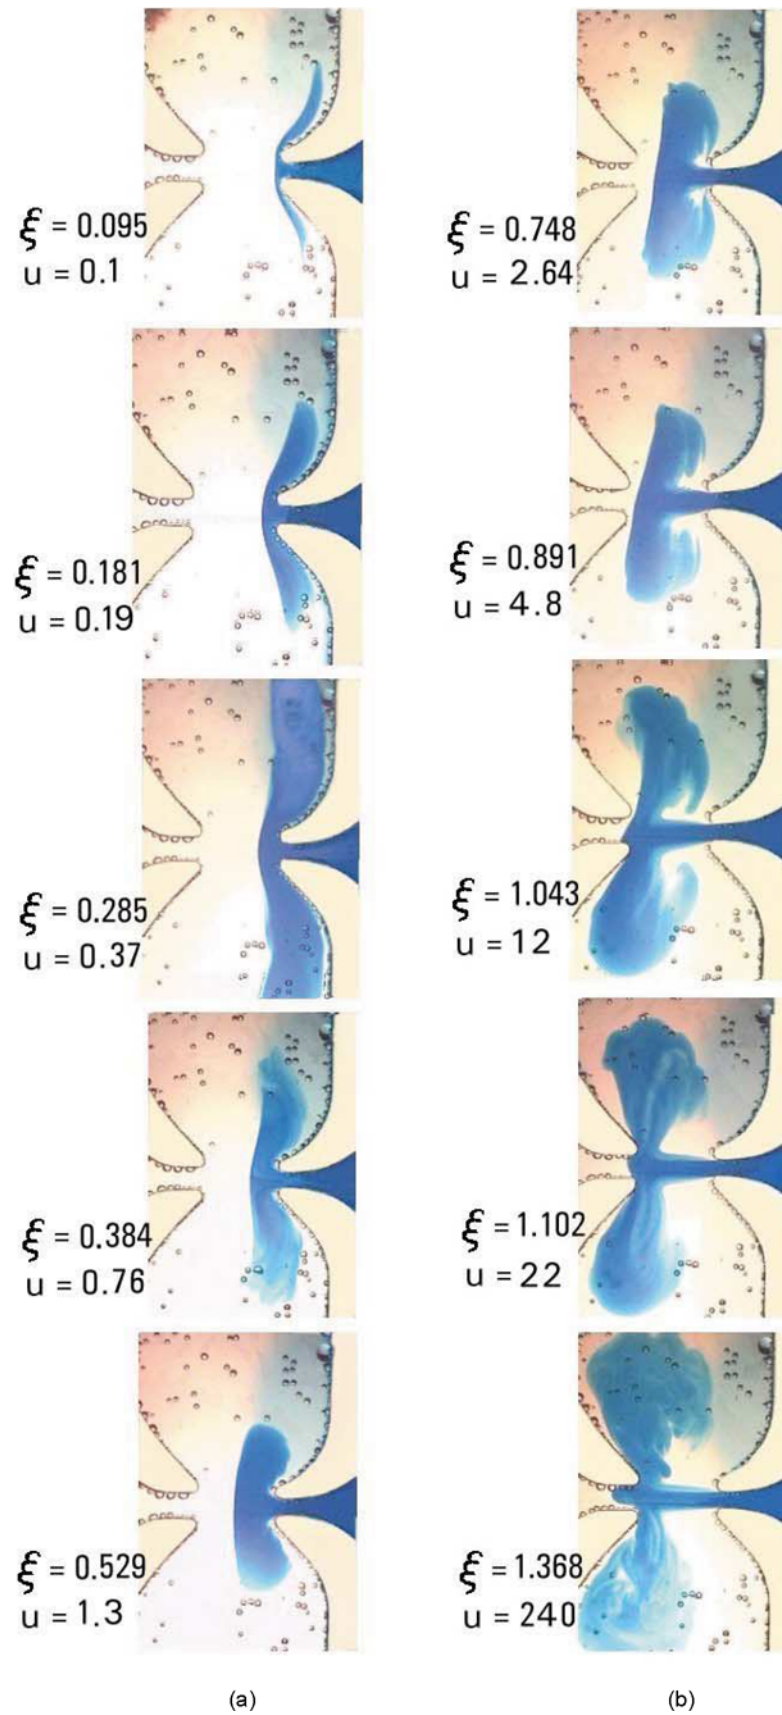 ξ = 0.095
u = 0.1
ξ = 0.181
u = 0.19
ξ = 0.285
u = 0.37
ξ = 0.384
u = 0.76
ξ = 0.529
u = 1.3
(a)
ξ = 0.748
u = 2.64
ξ = 0.891
u = 4.8
ξ = 1.043
u = 12
ξ = 1.102
u = 22
ξ = 1.368
u = 240
(b)